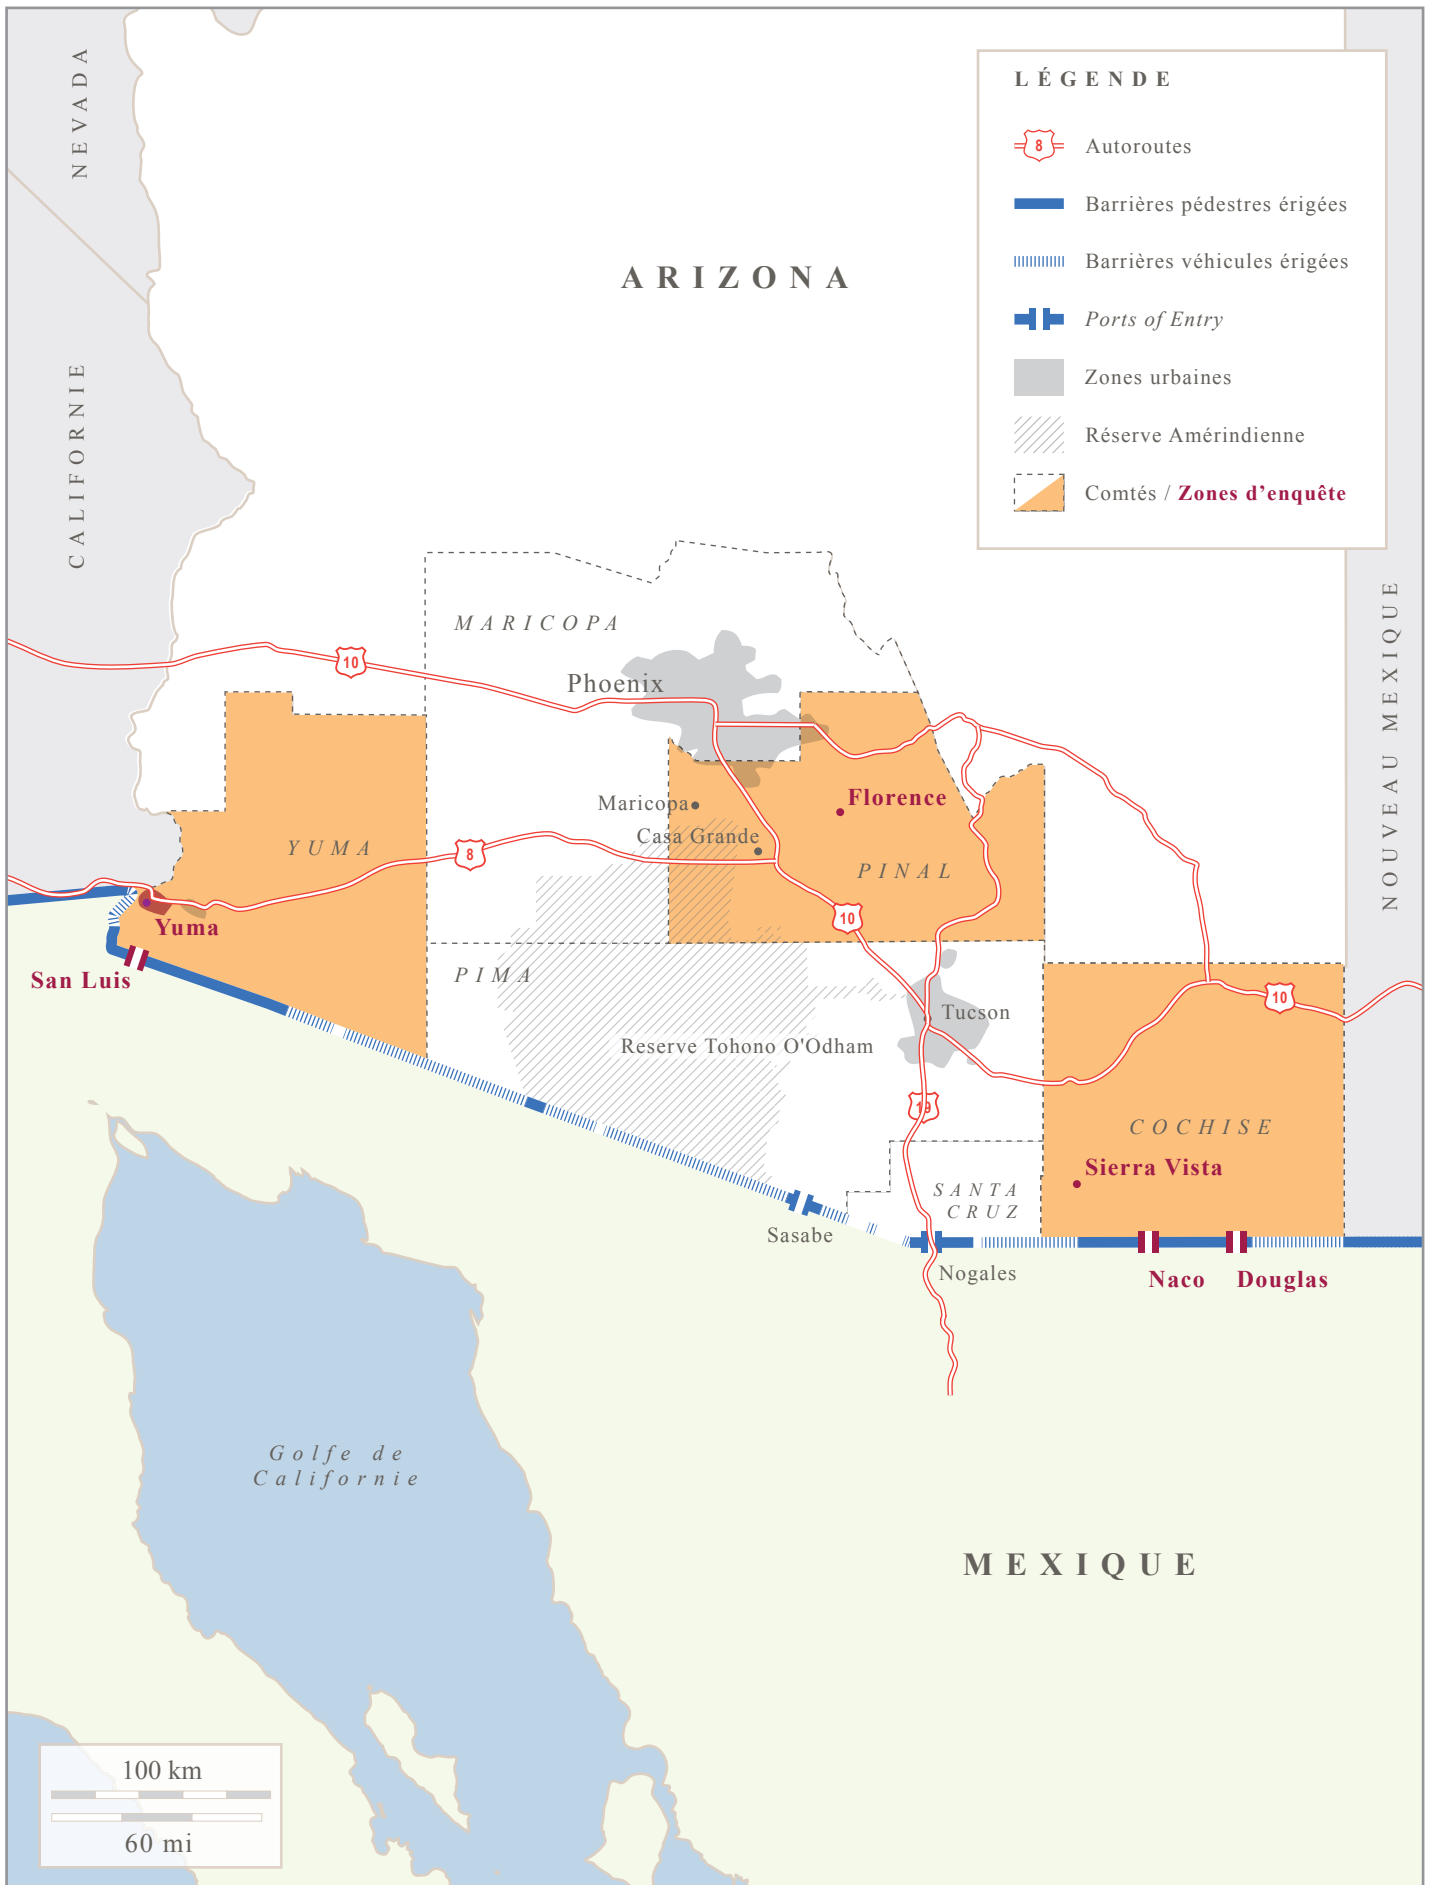 NEVADA
CALIFORNIE
ARIZONA
LÉGENDE
8 Autoroutes
Barrières pédestres érigées
Barrières véhicules érigées
Ports of Entry
Zones urbaines
Réserve Amérindienne
Comtés / Zones d’enquête
NOUVEAU MEXIQUE
MARICOPA
10
Phoenix
Maricopa
Florence
Casa Grande
YUMA
8
PINAL
10
Yuma
San Luis
PIMA
10
Tucson
Reserve Tohono O'Odham
19
COCHISE
Sierra Vista
SANTA
CRUZ
Sasabe
Nogales
Naco
Douglas
Golfe de
Californie
MEXIQUE
100 km
60 mi